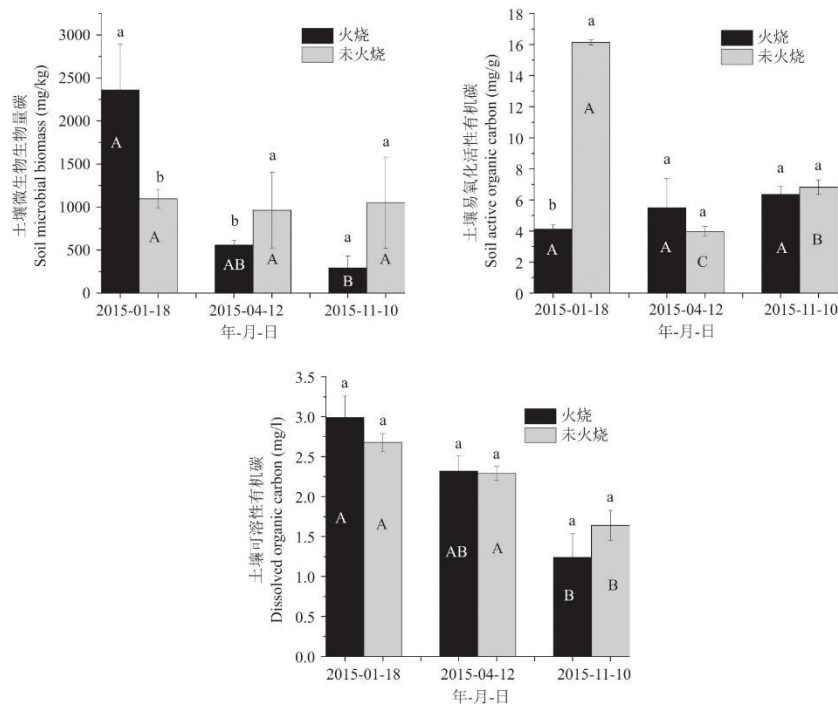 土壤微生物生物量碳
Soil microbial biomass (mg/kg)
3000
2500
2000
1500
1000
500
0
火烧
未火烧
a
b
b
a
a
a
A
A
AB
A
B
A
2015-01-18
2015-04-12
2015-11-10
年-月-日
土壤易氧化活性有机碳
Soil active organic carbon (mg/g)
18
16
14
12
10
8
6
4
2
0
火烧
未火烧
b
a
a
a
a
a
A
A
A
C
A
B
2015-01-18
2015-04-12
2015-11-10
年-月-日
土壤可溶性有机碳
Dissolved organic carbon (mg/l)
3.5
3.0
2.5
2.0
1.5
1.0
0.5
0.0
火烧
未火烧
a
a
a
a
a
a
A
A
AB
A
B
B
2015-01-18
2015-04-12
2015-11-10
年-月-日